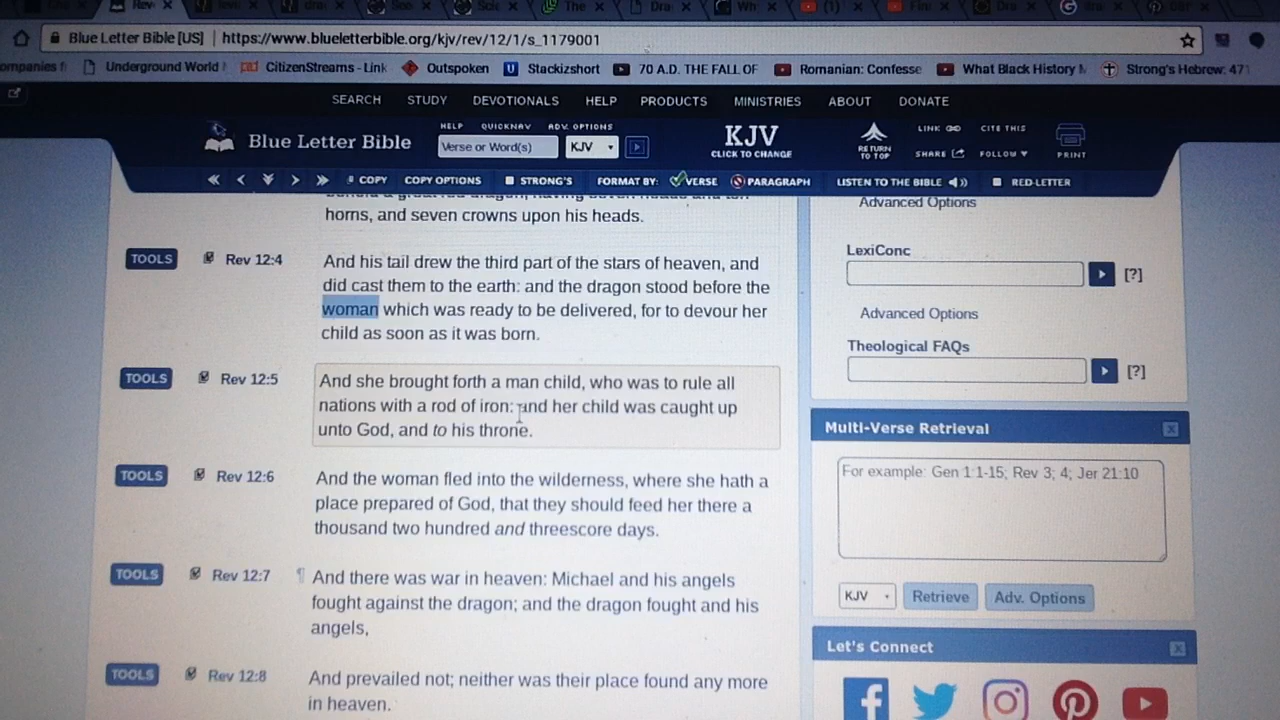 Rev
The
Wh
(1)
Blue Letter Bible [US] | https://www.blueletterbible.org/kjv/rev/12/1/s_1179001
ompanies f Underground World CitizenStreams - Link Outspoken Stackizshort 70 A.D. THE FALL OF Romanian: Confesse What Black History M Strong's Hebrew: 471
SEARCH STUDY DEVOTIONALS HELP PRODUCTS MINISTRIES ABOUT DONATE
Blue Letter Bible
HELP QUICKNAV ADV. OPTIONS
Verse or Word(s) KJV
KJV
CLICK TO CHANGE
RETURN
TO TOP
LINK CITE THIS
SHARE FOLLOW
PRINT
COPY COPY OPTIONS STRONG'S FORMAT BY: VERSE PARAGRAPH LISTEN TO THE BIBLE RED-LETTER
horns, and seven crowns upon his heads.
TOOLS Rev 12:4 And his tail drew the third part of the stars of heaven, and
did cast them to the earth: and the dragon stood before the
woman which was ready to be delivered, for to devour her
child as soon as it was born.
TOOLS Rev 12:5 And she brought forth a man child, who was to rule all
nations with a rod of iron: and her child was caught up
unto God, and to his throne.
TOOLS Rev 12:6 And the woman fled into the wilderness, where she hath a
place prepared of God, that they should feed her there a
thousand two hundred and threescore days.
TOOLS Rev 12:7 ¶ And there was war in heaven: Michael and his angels
fought against the dragon; and the dragon fought and his
angels,
TOOLS Rev 12:8 And prevailed not; neither was their place found any more
in heaven.
Advanced Options
LexiConc
[?]
Advanced Options
Theological FAQs
[?]
Multi-Verse Retrieval
For example: Gen 1:1-15; Rev 3; 4; Jer 21:10
KJV Retrieve Adv. Options
Let's Connect